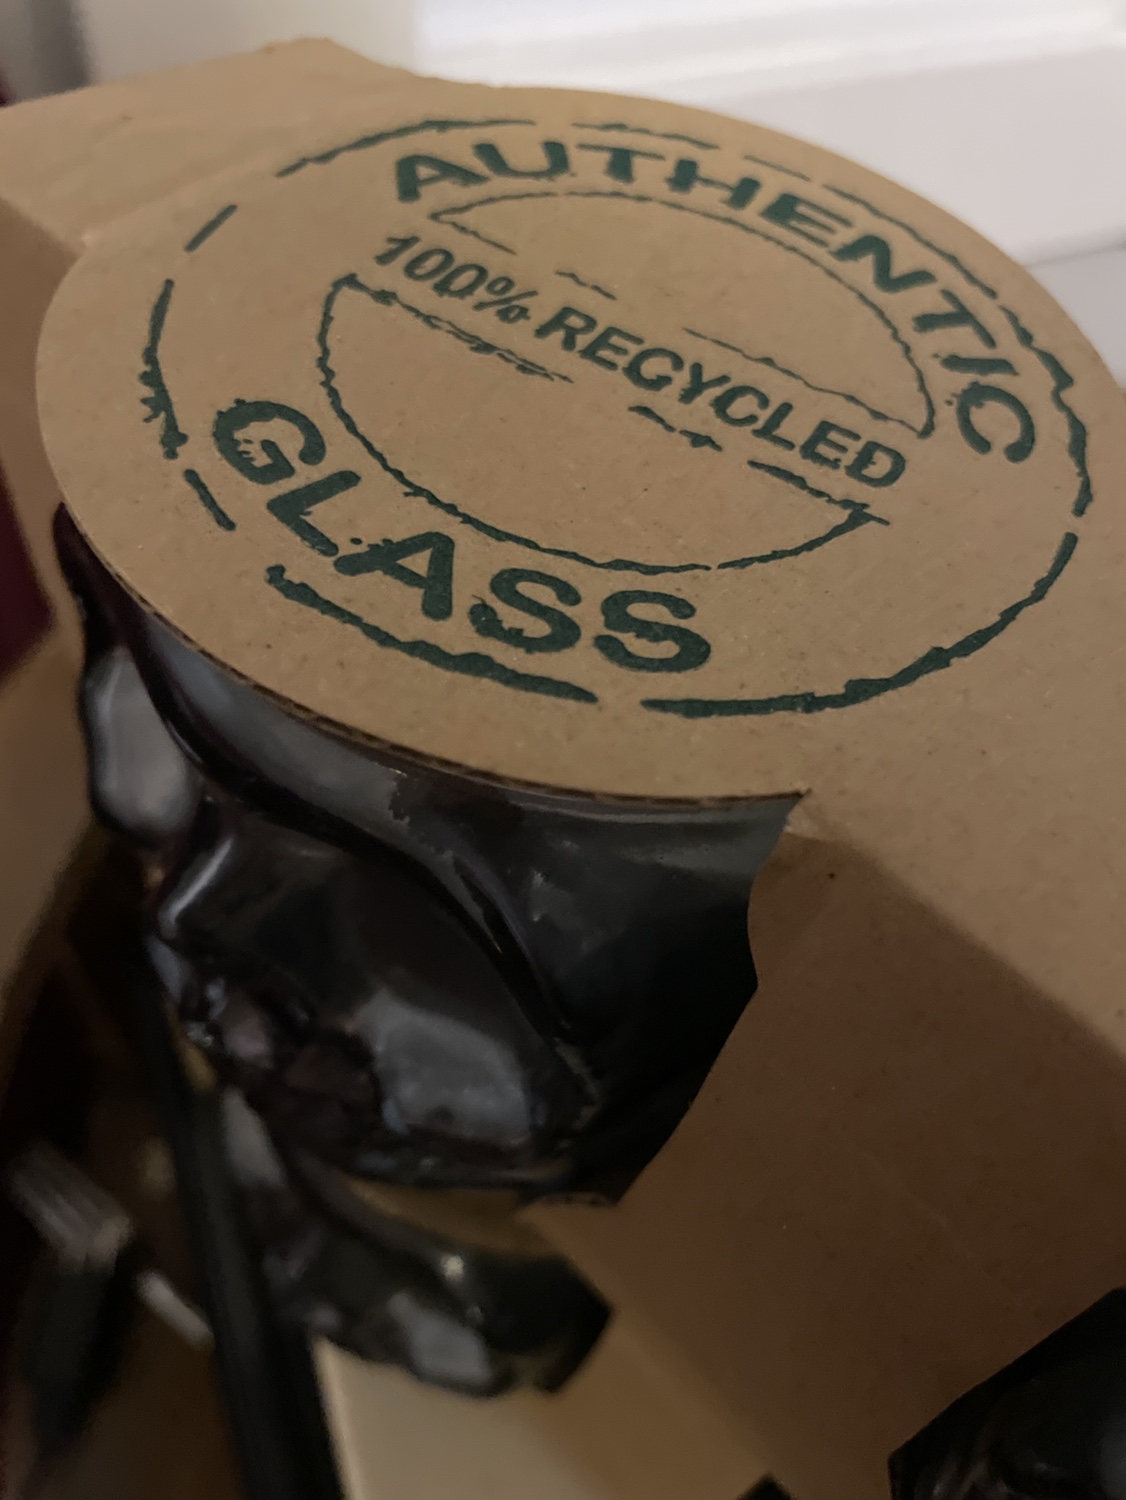 AUTHENTIC
100% RECYCLED
GLASS